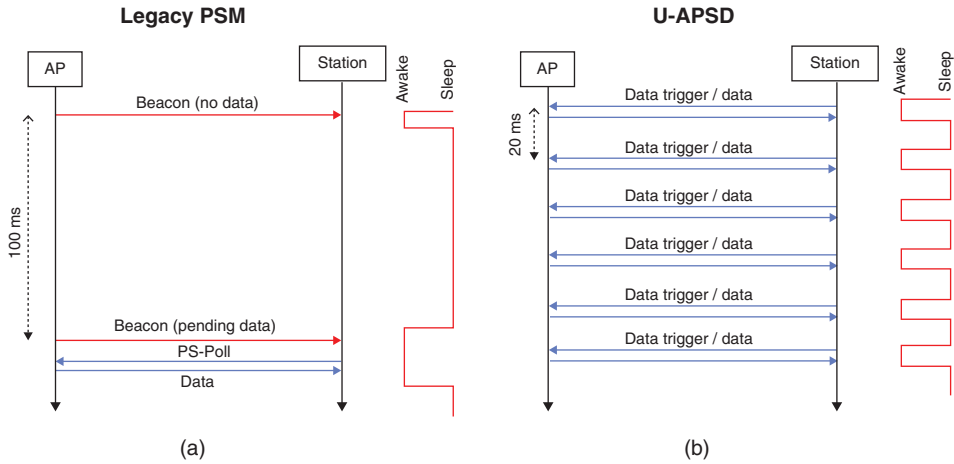 Legacy PSM
AP
Station
Awake
Sleep
Beacon (no data)
100 ms
Beacon (pending data)
PS-Poll
Data
(a)
U-APSD
AP
Station
Awake
Sleep
Data trigger / data
20 ms
Data trigger / data
Data trigger / data
Data trigger / data
Data trigger / data
Data trigger / data
(b)